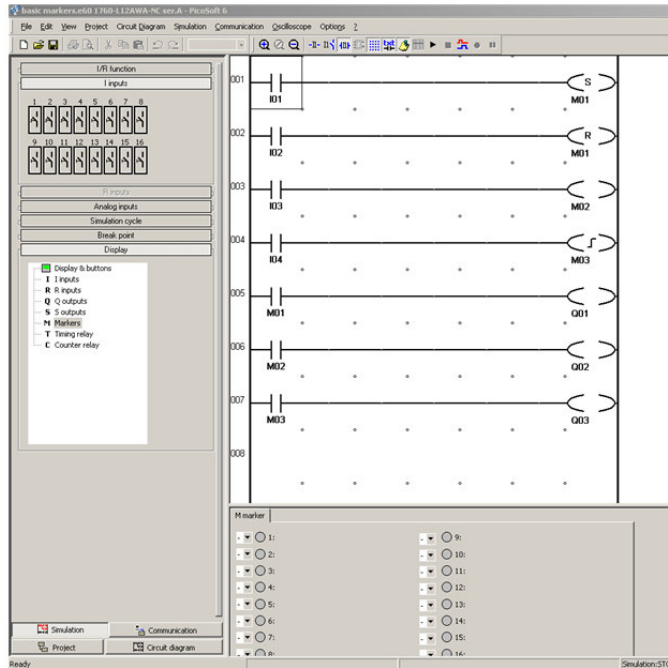 basic markers.e60 1760-L12AWA-NC ver.A - PicoSoft 6
File Edit View Project Circuit Diagram Simulation Communication Oscilloscope Options ?
I/R function
I inputs
1 2 3 4 5 6 7 8
9 10 11 12 13 14 15 16
R inputs
Analog inputs
Simulation cycle
Break point
Display
Display & buttons
I I inputs
R R inputs
Q Q outputs
S S outputs
M Markers
T Timing relay
C Counter relay
Simulation Communication
Project Circuit diagram
Ready
001 I01 S M01
002 I02 R M01
003 I03 M02
004 I04 M03
005 M01 Q01
006 M02 Q02
007 M03 Q03
008
M marker
1: 9:
2: 10:
3: 11:
4: 12:
5: 13:
6: 14:
7: 15:
8: 16:
Simulation:STO